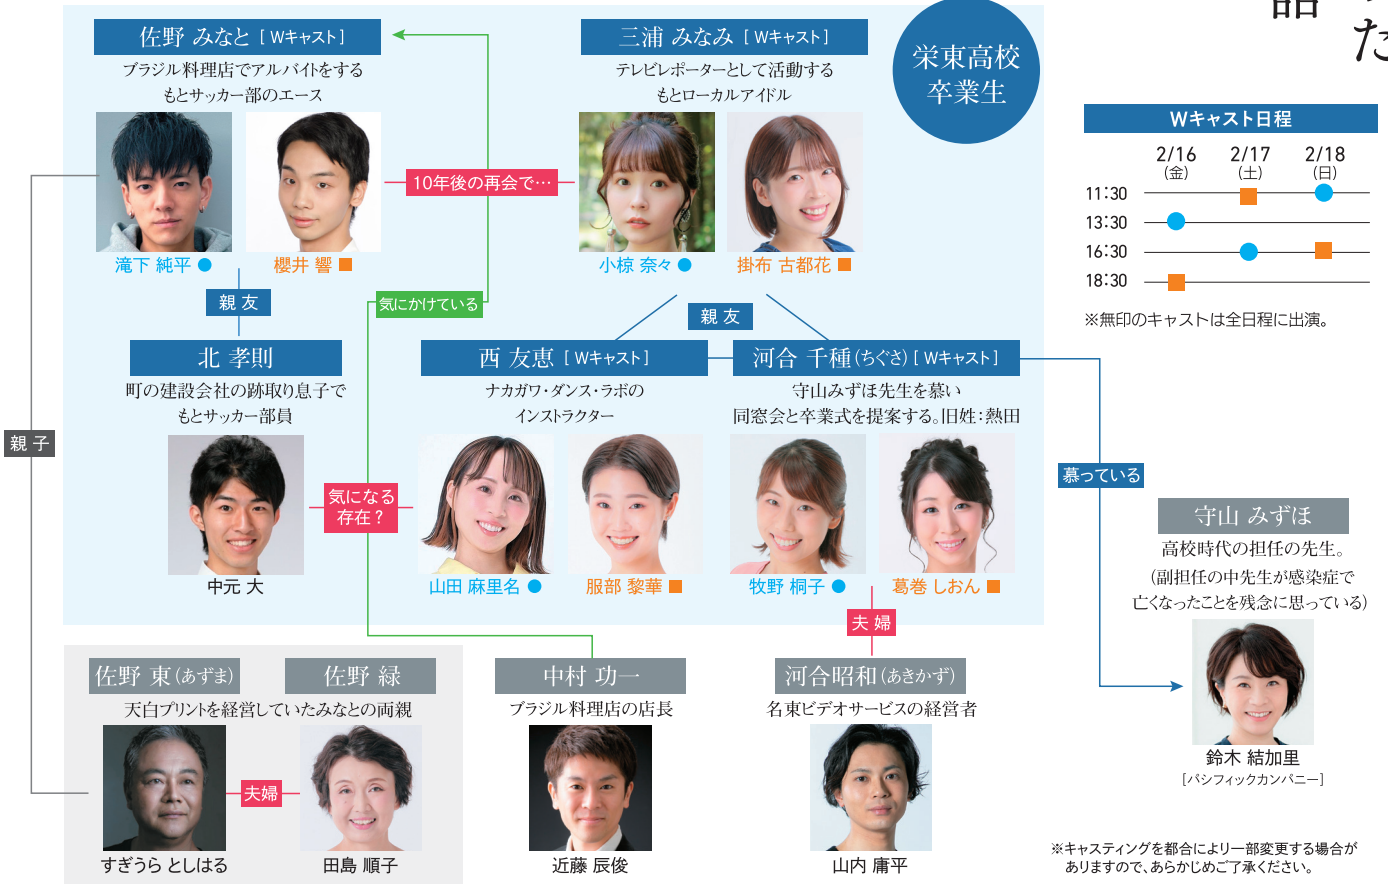 佐野 みなと［Wキャスト］
ブラジル料理店でアルバイトをする
もとサッカー部のエース
滝下 純平 ●
櫻井 響 ■
三浦 みなみ［Wキャスト］
テレビレポーターとして活動する
もとローカルアイドル
小椋 奈々 ●
掛布 古都花 ■
栄東高校
卒業生
10年後の再会で…
親友
気にかけている
親友
北 孝則
町の建設会社の跡取り息子で
もとサッカー部員
中元 大
気になる
存在？
西 友恵［Wキャスト］
ナカガワ・ダンス・ラボの
インストラクター
山田 麻里名 ●
服部 黎華 ■
河合 千種(ちぐさ)［Wキャスト］
守山みずほ先生を慕い
同窓会と卒業式を提案する。旧姓：熱田
牧野 桐子 ●
葛巻 しおん ■
親子
夫婦
慕っている
佐野 東(あずま)
佐野 緑
天白プリントを経営していたみなとの両親
夫婦
すぎうら としはる
田島 順子
中村 功一
ブラジル料理店の店長
近藤 辰俊
河合昭和(あきかず)
名東ビデオサービスの経営者
山内 庸平
守山 みずほ
高校時代の担任の先生。
(副担任の中先生が感染症で
亡くなったことを残念に思っている)
鈴木 結加里
［パシフィックカンパニー］
た
Wキャスト日程
2/16 2/17 2/18
(金) (土) (日)
11:30 ■ ●
13:30 ●
16:30 ● ■
18:30 ■
※無印のキャストは全日程に出演。
※キャスティングを都合により一部変更する場合が
ありますので、あらかじめご了承ください。